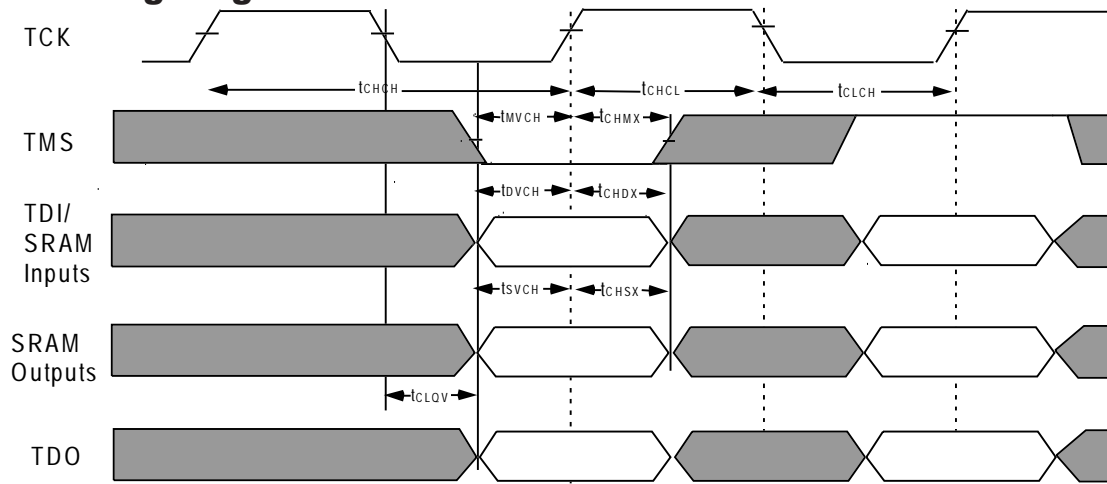 TCK
tCHCH
tCHCL
tCLCH
TMS
tMVCH
tCHMX
tDVCH
tCHDX
TDI/
SRAM
Inputs
tSVCH
tCHSX
SRAM
Outputs
tCLQV
TDO